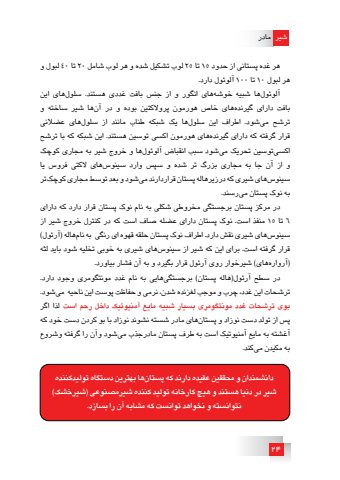 شیر مادر
هر غده پستانی از حدود ۱۵ تا ۲۵ لوب تشکیل شده و هر لوب شامل ۲۰ تا ۴۰ لبول و
هر لبول ۱۰ تا ۱۰۰ آلوئول دارد.
آلوئول‌ها شبیه خوشه‌های انگور و از جنس بافت غددی هستند. سلول‌های این
بافت دارای گیرنده‌های خاص هورمون پرولاکتین بوده و در آن‌ها شیر ساخته و
ترشح می‌شود. اطراف این سلول‌ها یک شبکه طناب مانند از سلول‌های عضلانی
قرار گرفته که دارای گیرنده‌های هورمون اکسی توسین هستند. این شبکه که با ترشح
اکسی‌توسین تحریک می‌شود سبب انقباض آلوئول‌ها و خروج شیر به مجاری کوچک
و از آن جا به مجاری بزرگ تر شده و سپس وارد سینوس‌های لاکتی فروس یا
سینوس‌های شیری که درزیرهاله پستان قراردارند می‌شود و بعد توسط مجاری کوچک‌تر
به نوک پستان می‌رسند.
در مرکز پستان برجستگی مخروطی شکلی به نام نوک پستان قرار دارد که دارای
۶ تا ۱۵ منفذ است. نوک پستان دارای عضله صاف است که در کنترل خروج شیر از
سینوس‌های شیری نقش دارد. اطراف نوک پستان حلقه قهوه ای رنگی به نام‌هاله (آرئول)
قرار گرفته است. برای این که شیر از سینوس‌های شیری به خوبی تخلیه شود باید لثه
(آرواره‌های) شیرخوار روی آرئول قرار بگیرد و به آن فشار بیاورد.
در سطح آرئول(هاله پستان) برجستگی‌هایی به نام غدد مونتگومری وجود دارد.
ترشحات این غدد، چرب و موجب لغزنده شدن، نرمی و حفاظت پوست این ناحیه می‌شود.
بوی ترشحات غدد مونتگومری بسیار شبیه مایع آمنیوتیک داخل رحم است لذا اگر
پس از تولد دست نوزاد و پستان‌های مادر شسته نشوند نوزاد با بو کردن دست خود که
آغشته به مایع آمنیوتیک است به طرف پستان مادرجذب می‌شود وآن را گرفته وشروع
به مکیدن می‌کند.
دانشمندان و محققین عقیده دارند که پستان‌ها بهترین دستگاه تولیدکننده
شیر در دنیا هستند و هیچ کارخانه تولید کننده شیرمصنوعی (شیرخشک)
نتوانسته و نخواهد توانست که مشابه آن را بسازد.
۲۴